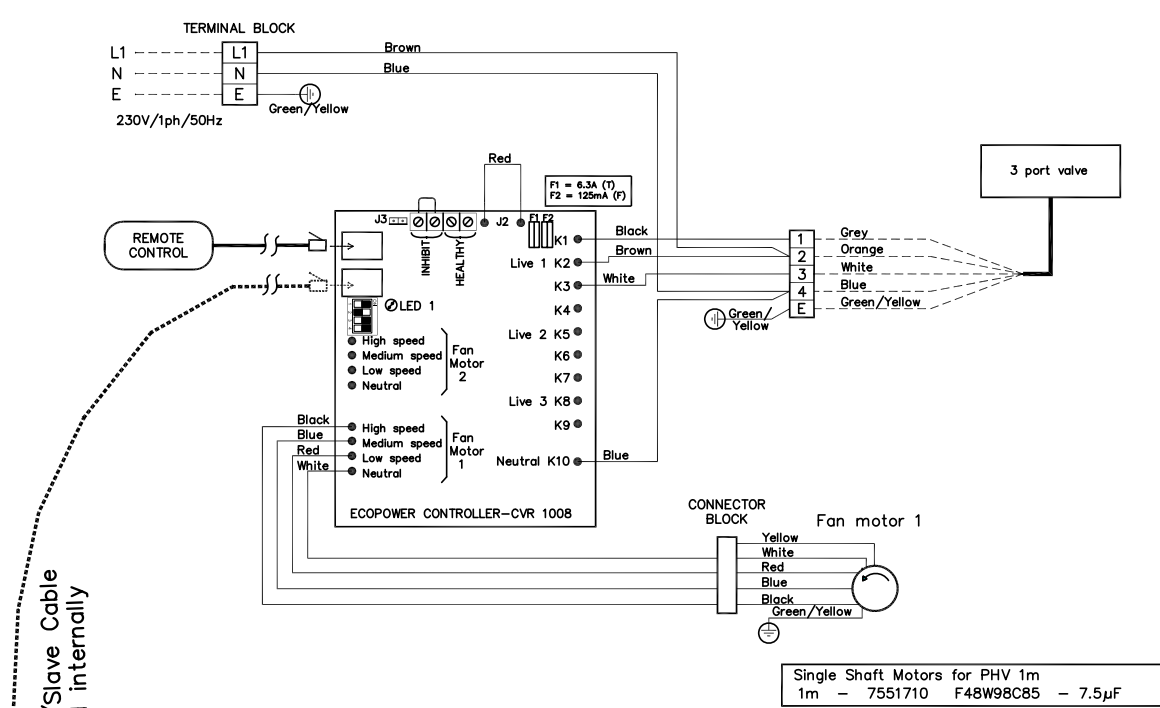 TERMINAL BLOCK
L1 L1 Brown
N N Blue
E E
Green/Yellow
230V/1ph/50Hz
Red
F1 = 6.3A (T)
F2 = 125mA (F)
3 port valve
J3 J2 F1 F2
REMOTE
CONTROL
INHIBIT
HEALTHY
K1 Black
Live 1 K2 Brown
K3 White
K4
Live 2 K5
K6
K7
Live 3 K8
K9
Neutral K10 Blue
1 Grey
2 Orange
3 White
4 Blue
E Green/Yellow
Green/
Yellow
LED 1
High speed
Medium speed
Low speed
Neutral
Fan
Motor
2
Black High speed
Blue Medium speed
Red Low speed
White Neutral
Fan
Motor
1
ECOPOWER CONTROLLER-CVR 1008
CONNECTOR
BLOCK
Fan motor 1
Yellow
White
Red
Blue
Black
Green/Yellow
/Slave Cable
internally
Single Shaft Motors for PHV 1m
1m - 7551710 F48W98C85 - 7.5µF